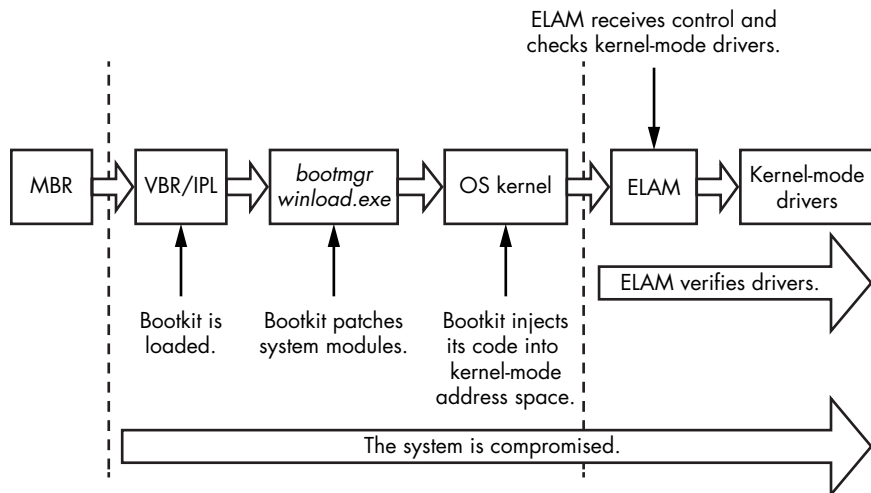 ELAM receives control and
checks kernel-mode drivers.
MBR
VBR/IPL
bootmgr
winload.exe
OS kernel
ELAM
Kernel-mode
drivers
ELAM verifies drivers.
Bootkit is
loaded.
Bootkit patches
system modules.
Bootkit injects
its code into
kernel-mode
address space.
The system is compromised.